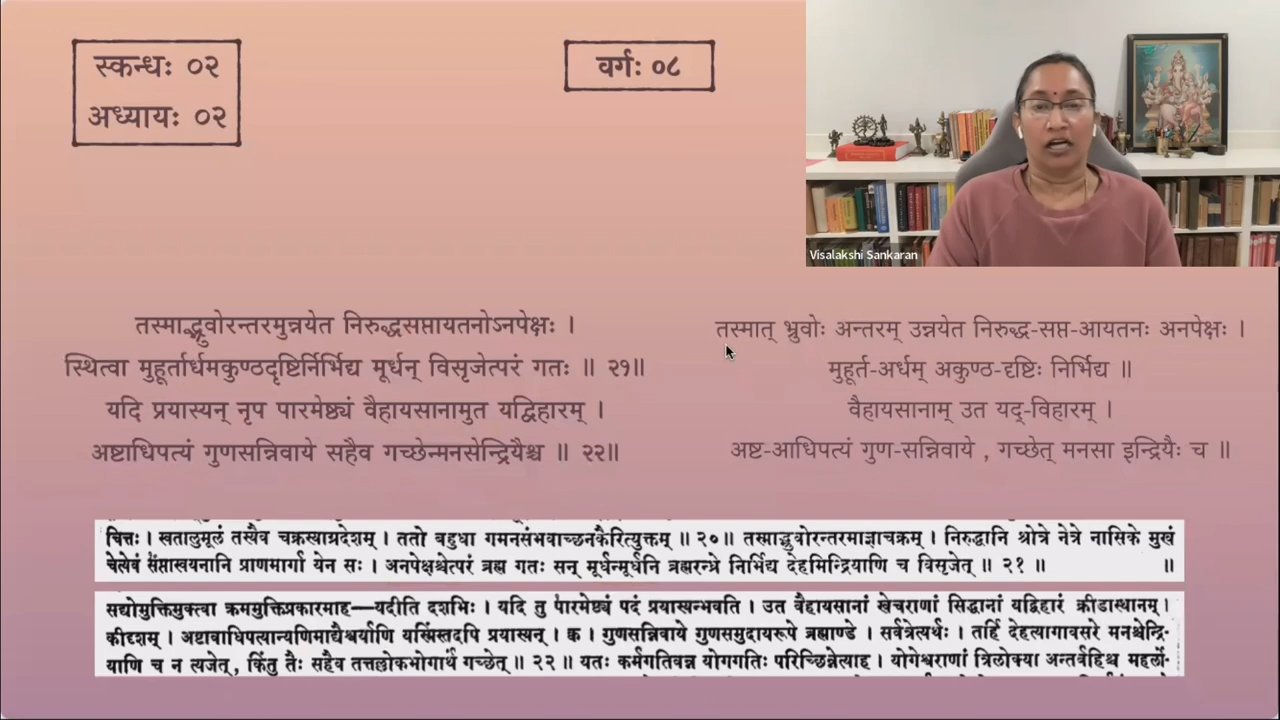 स्कन्धः ०२
अध्यायः ०२
वर्गः ०८
Visalakshi Sankaran
तस्माद्भ्रुवोरन्तरमुन्नयेत निरुद्धसप्तायतनोऽनपेक्षः ।
स्थित्वा मुहूर्तार्धमकुण्ठदृष्टिर्निर्भिद्य मूर्धन् विसृजेत्परं गतः ॥ २१॥
यदि प्रयास्यन् नृप पारमेष्ठ्यं वैहायसानामुत यद्विहारम् ।
अष्टाधिपत्यं गुणसन्निवाये सहैव गच्छेन्मनसेन्द्रियैश्च ॥ २२॥
तस्मात् भ्रुवोः अन्तरम् उन्नयेत निरुद्ध-सप्त-आयतनः अनपेक्षः ।
मुहूर्त-अर्धम् अकुण्ठ-दृष्टिः निर्भिद्य ॥
वैहायसानाम् उत यद्-विहारम् ।
अष्ट-आधिपत्यं गुण-सन्निवाये , गच्छेत् मनसा इन्द्रियैः च ॥
चित्तः । स्वतालुमूलं तस्यैव चक्रस्याग्रदेशम् । ततो बहुधा गमनसंभवाच्छनकैरित्युक्तम् ॥ २० ॥ तस्माद्भ्रुवोरन्तरमाज्ञाचक्रम् । निरुद्धानि श्रोत्रे नेत्रे नासिके मुखं
चेत्येवं सप्तास्वयनानि प्राणमार्गा येन सः । अनपेक्षश्चेत्परं ब्रह्म गतः सन् मूर्धन्मूर्धनि ब्रह्मरन्ध्रे निर्भिद्य देहमिन्द्रियाणि च विसृजेत् ॥ २१ ॥ ॥
सद्योमुक्तिमुक्त्वा क्रममुक्तिप्रकारमाह—यदीति दशभिः । यदि तु पारमेष्ठ्यं पदं प्रयास्यन्भवति । उत वैहायसानां खेचराणां सिद्धानां यद्विहारं क्रीडास्थानम् ।
कीदृशम् । अष्टावाधिपत्यान्यणिमाद्यैश्वर्याणि यस्मिंस्तदपि प्रयास्यन् । क्व । गुणसन्निवाये गुणसमुदायरूपे ब्रह्माण्डे । सर्वत्रेत्यर्थः । तर्हि देहत्यागावसरे मनश्चेन्द्रि-
याणि च न त्यजेत्, किंतु तैः सहैव तत्तल्लोकभोगार्थं गच्छेत् ॥ २२ ॥ यतः कर्मगतिवन्न योगगतिः परिच्छिन्नेत्याह । योगेश्वराणां त्रिलोक्या अन्तर्बहिश्च महर्लो-